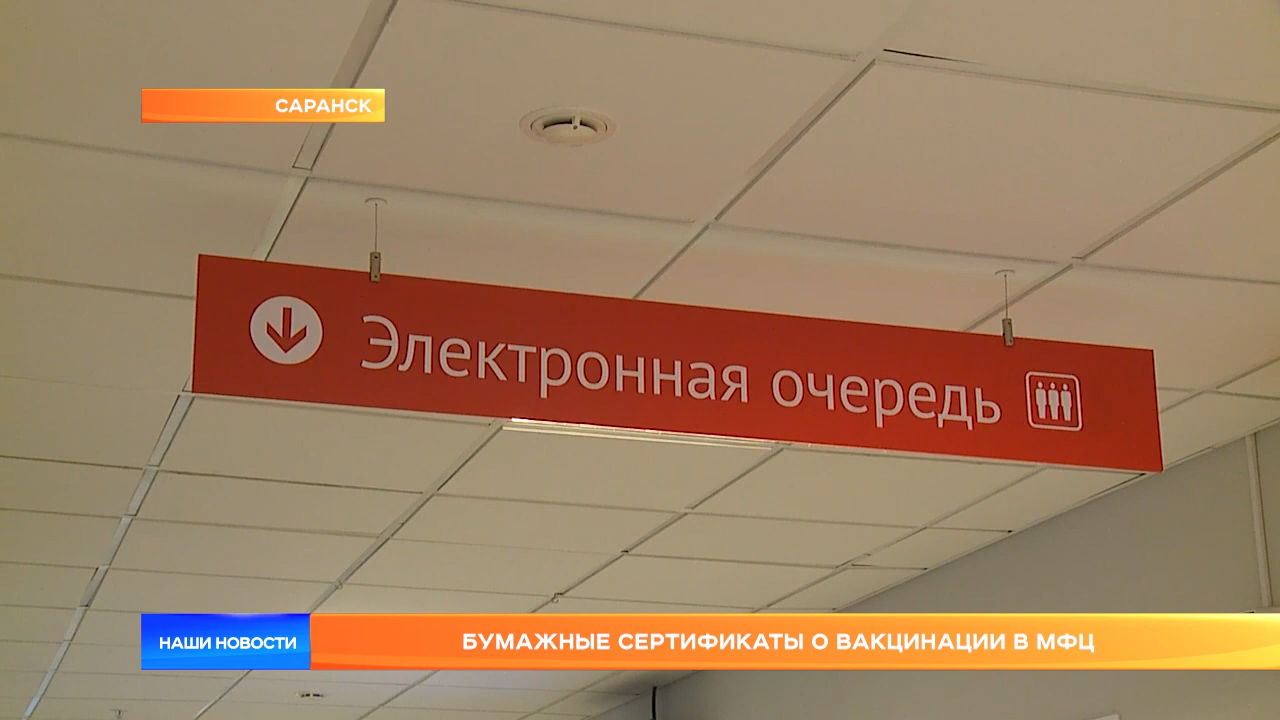 САРАНСК
Электронная очередь
НАШИ НОВОСТИ
БУМАЖНЫЕ СЕРТИФИКАТЫ О ВАКЦИНАЦИИ В МФЦ